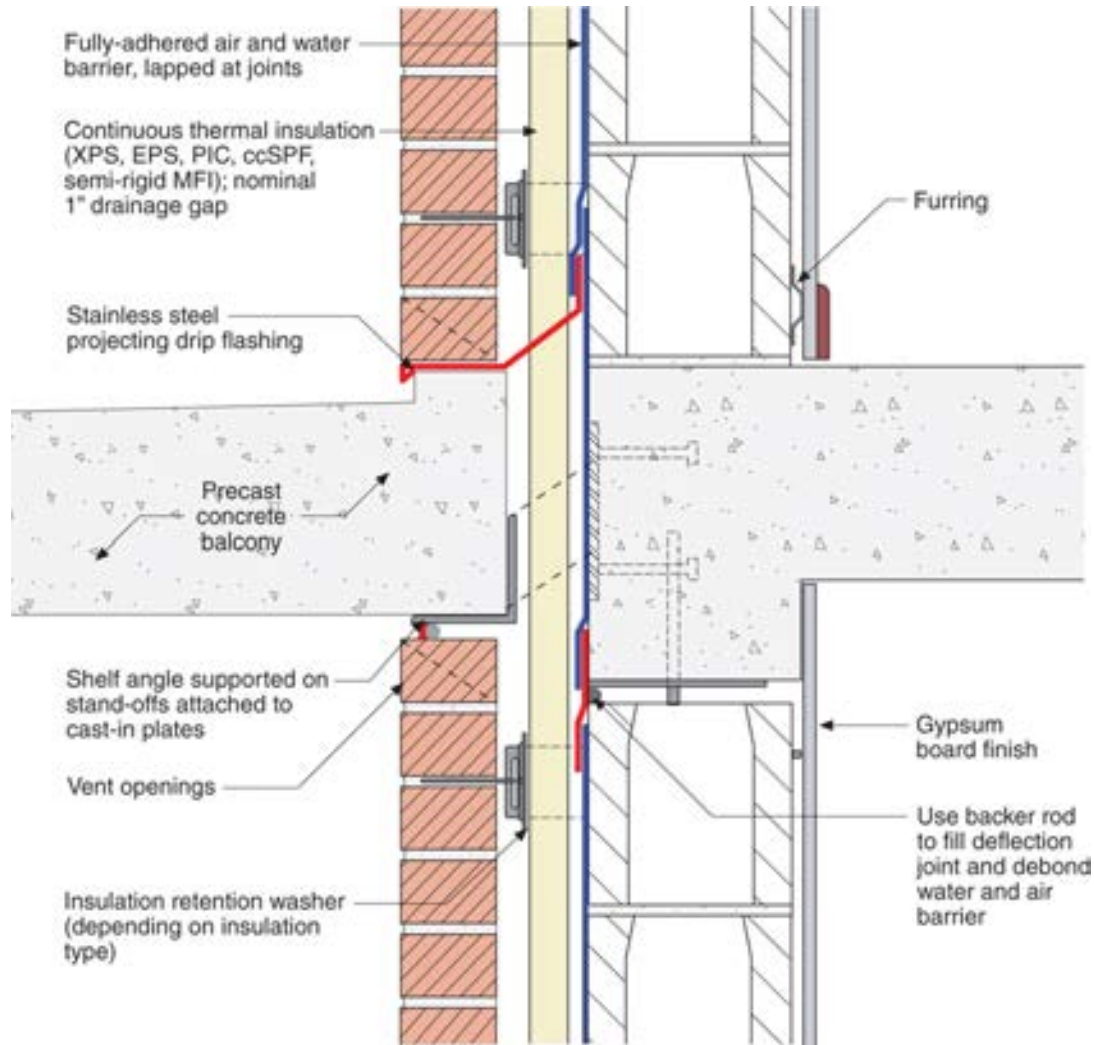 Fully-adhered air and water
barrier, lapped at joints
Continuous thermal insulation
(XPS, EPS, PIC, ccSPF,
semi-rigid MFI); nominal
1" drainage gap
Furring
Stainless steel
projecting drip flashing
Precast
concrete
balcony
Shelf angle supported on
stand-offs attached to
cast-in plates
Vent openings
Gypsum
board finish
Use backer rod
to fill deflection
joint and debond
water and air
barrier
Insulation retention washer
(depending on insulation
type)